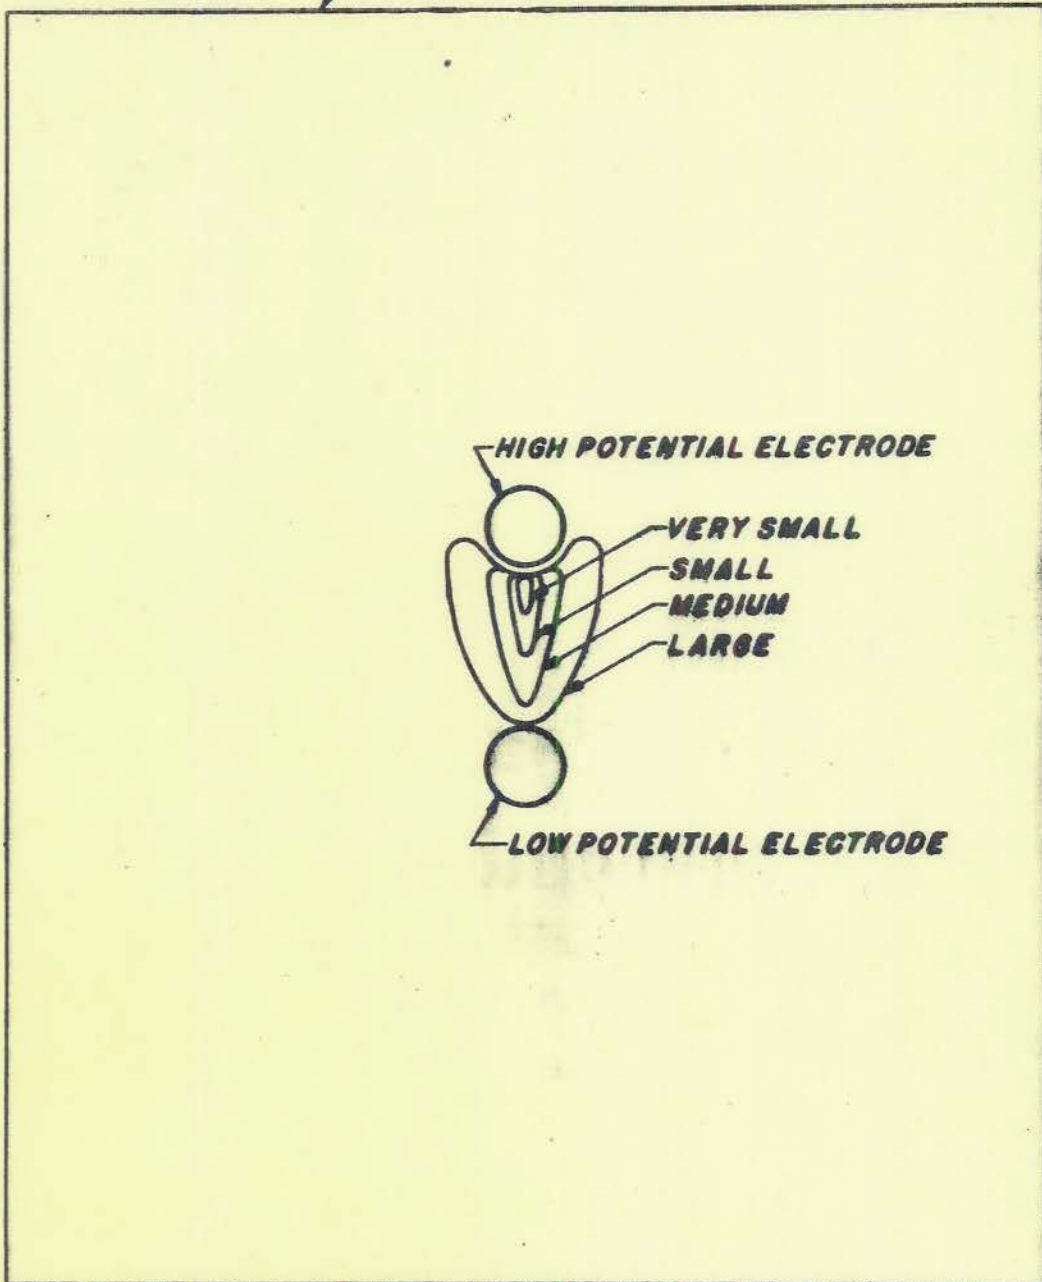 HIGH POTENTIAL ELECTRODE
VERY SMALL
SMALL
MEDIUM
LARGE
LOW POTENTIAL ELECTRODE